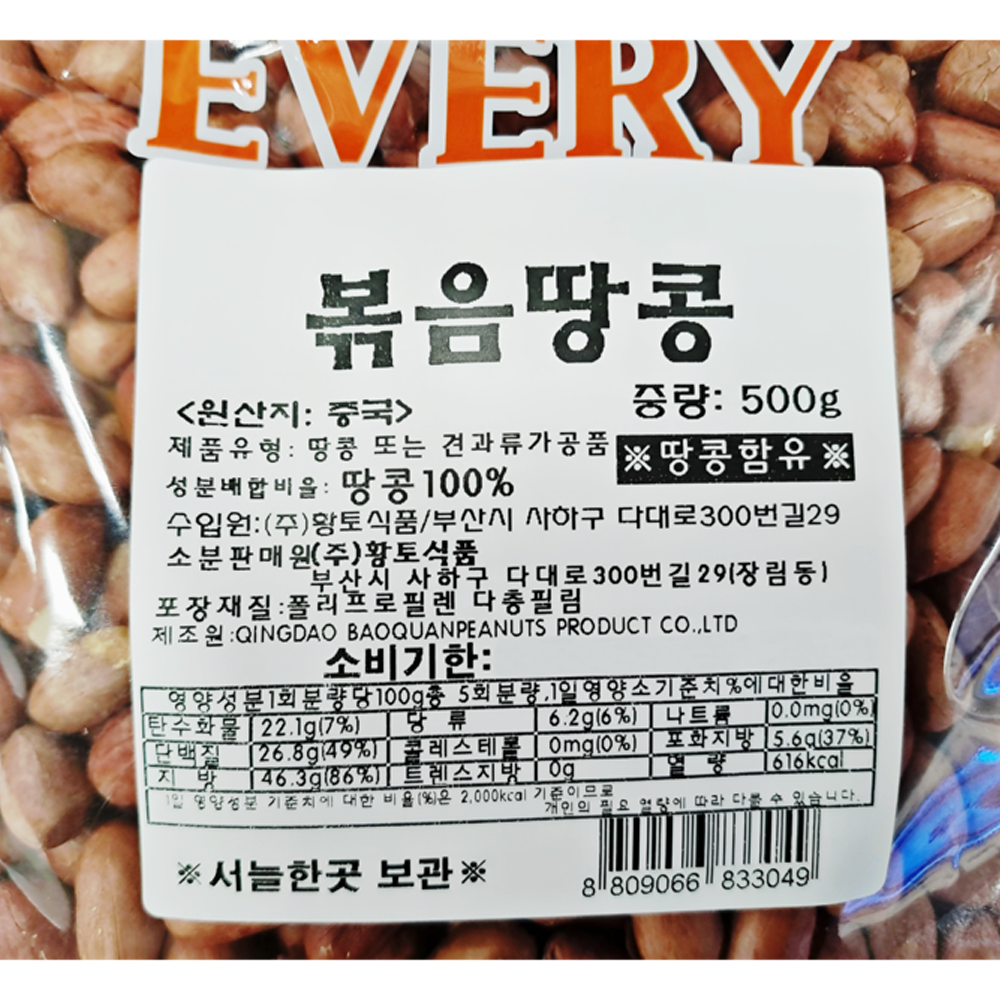 EVERY
볶음땅콩
<원산지: 중국> 중량: 500g
제품유형: 땅콩 또는 견과류가공품 ※땅콩함유※
성분배합비율: 땅콩100%
수입원:(주)황토식품/부산시 사하구 다대로300번길29
소분판매원(주)황토식품
부산시 사하구 다대로300번길29(장림동)
포장재질:폴리프로필렌 다층필림
제조원:QINGDAO BAOQUANPEANUTS PRODUCT CO.,LTD
소비기한:
영양성분1회분량당100g총 5회분량.1일영양소기준치%에대한비율
탄수화물 22.1g(7%) 당 류 6.2g(6%) 나트륨 0.0mg(0%)
단백질 26.8g(49%) 콜레스테롤 0mg(0%) 포화지방 5.6g(37%)
지 방 46.3g(86%) 트렌스지방 0g 열 량 616kcal
1일 영양성분 기준치에 대한 비율(%)은 2,000kcal 기준이므로
개인의 필요 열량에 따라 다를 수 있습니다.
※서늘한곳 보관※
8 809066 833049